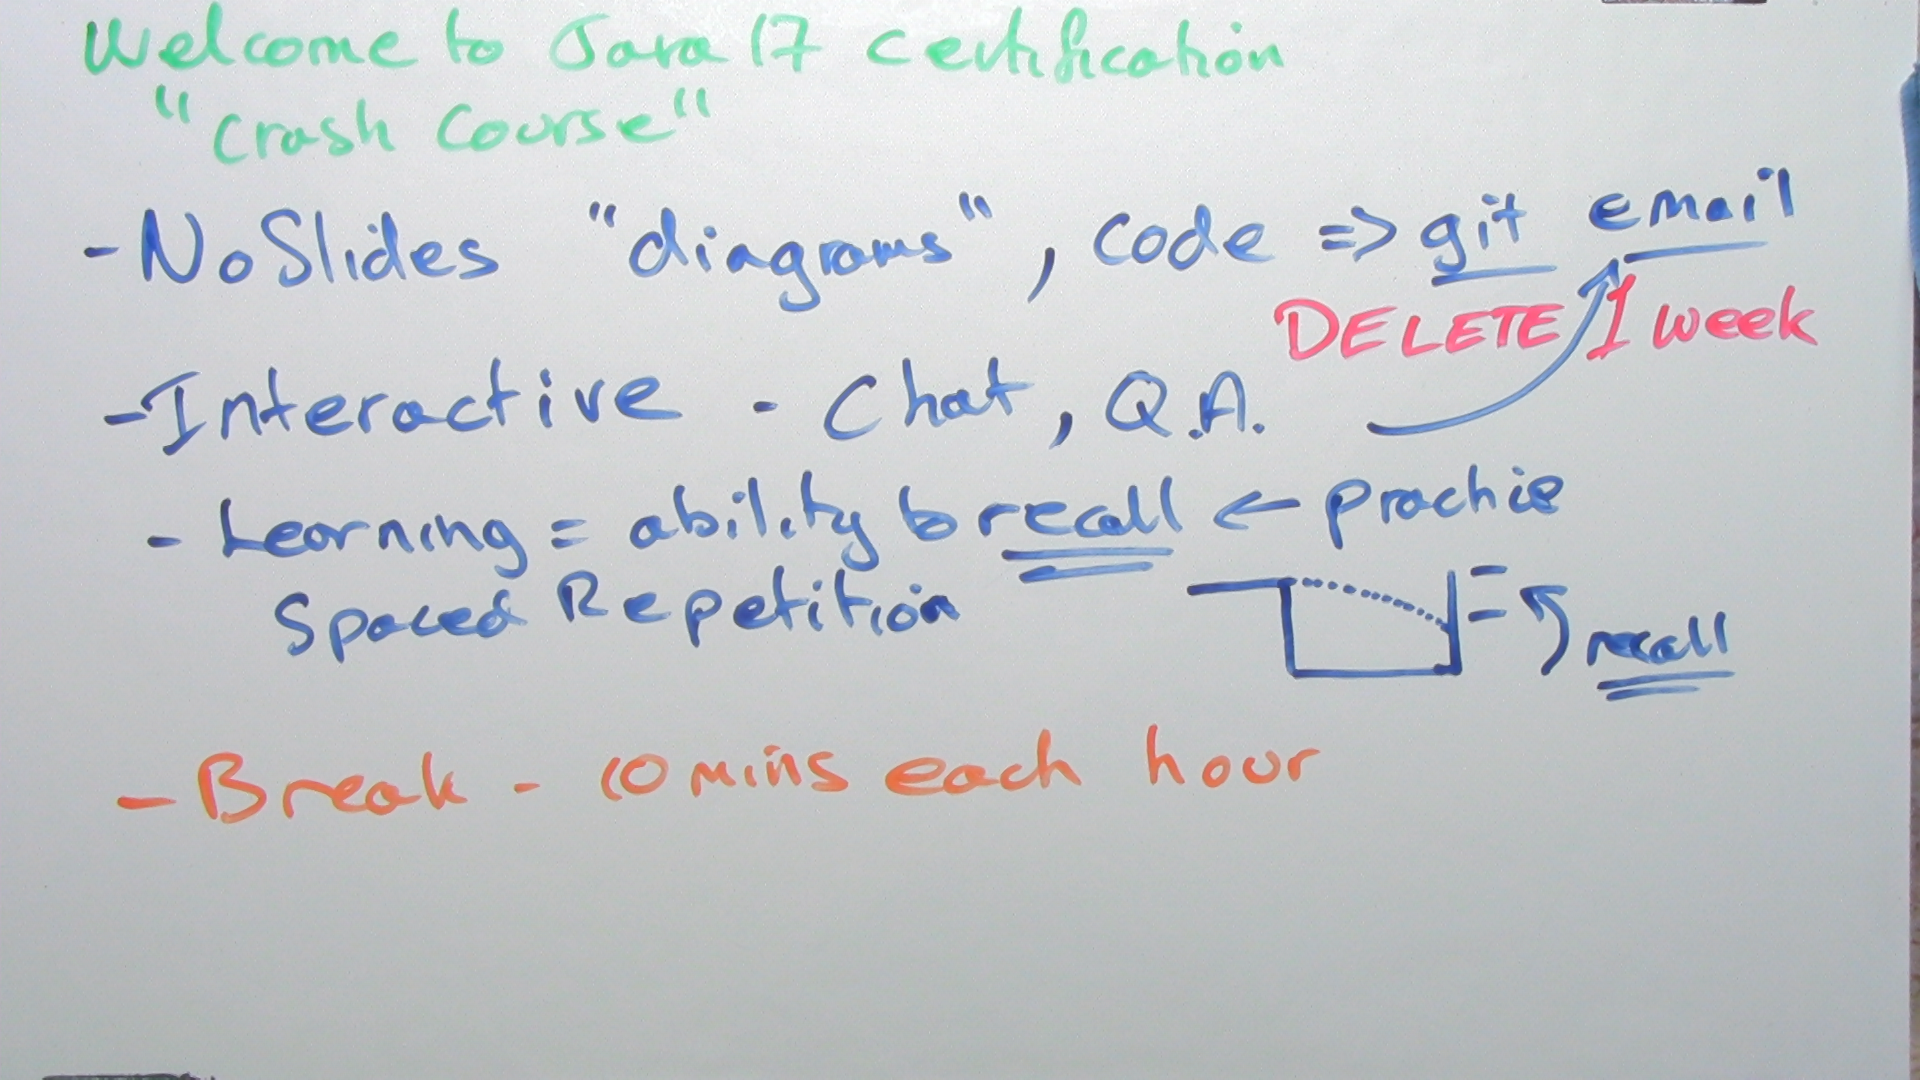 Welcome to Java 17 Certification
"Crash Course"
- No Slides "diagrams", code => git email
DELETE 1 week
- Interactive - Chat, Q.A.
- Learning = ability to recall ← practice
Spaced Repetition
recall
- Break - 10 mins each hour